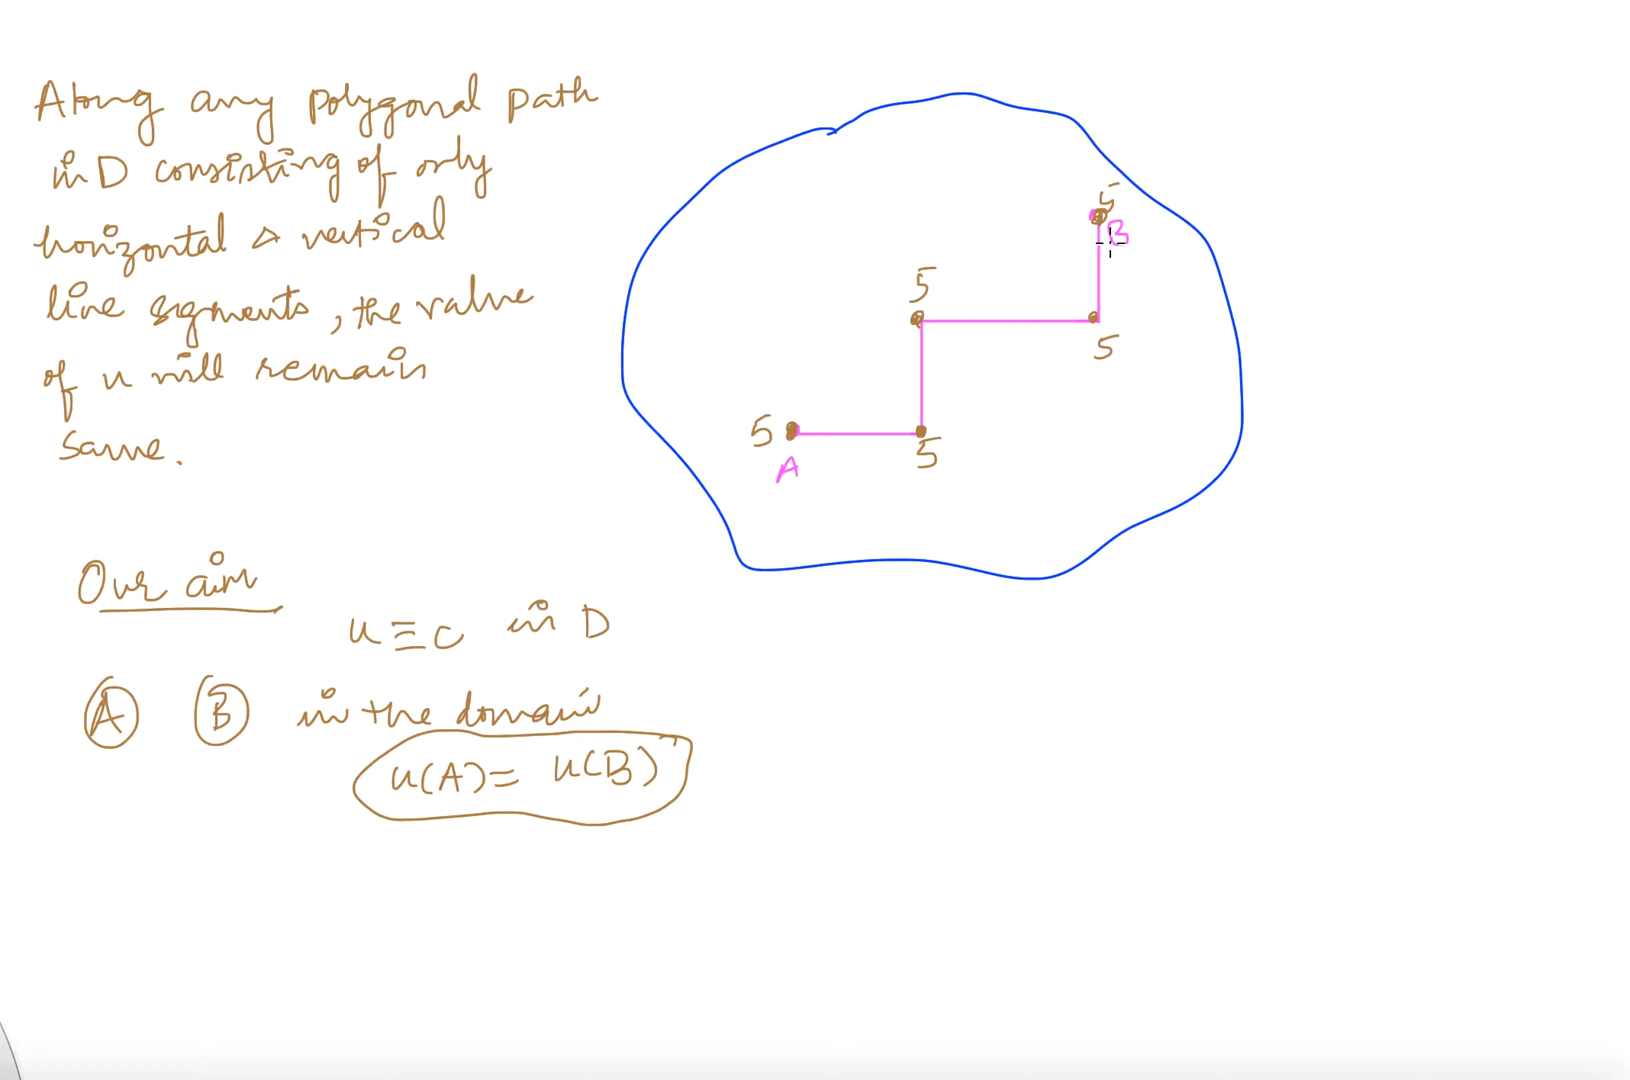 Along any polygonal path
in D consisting of only
horizontal & vertical
line segments, the value
of u will remain
same.
5
B
5
5
5
A
5
Our aim
u ≡ c in D
A B in the domain
u(A) = u(B)